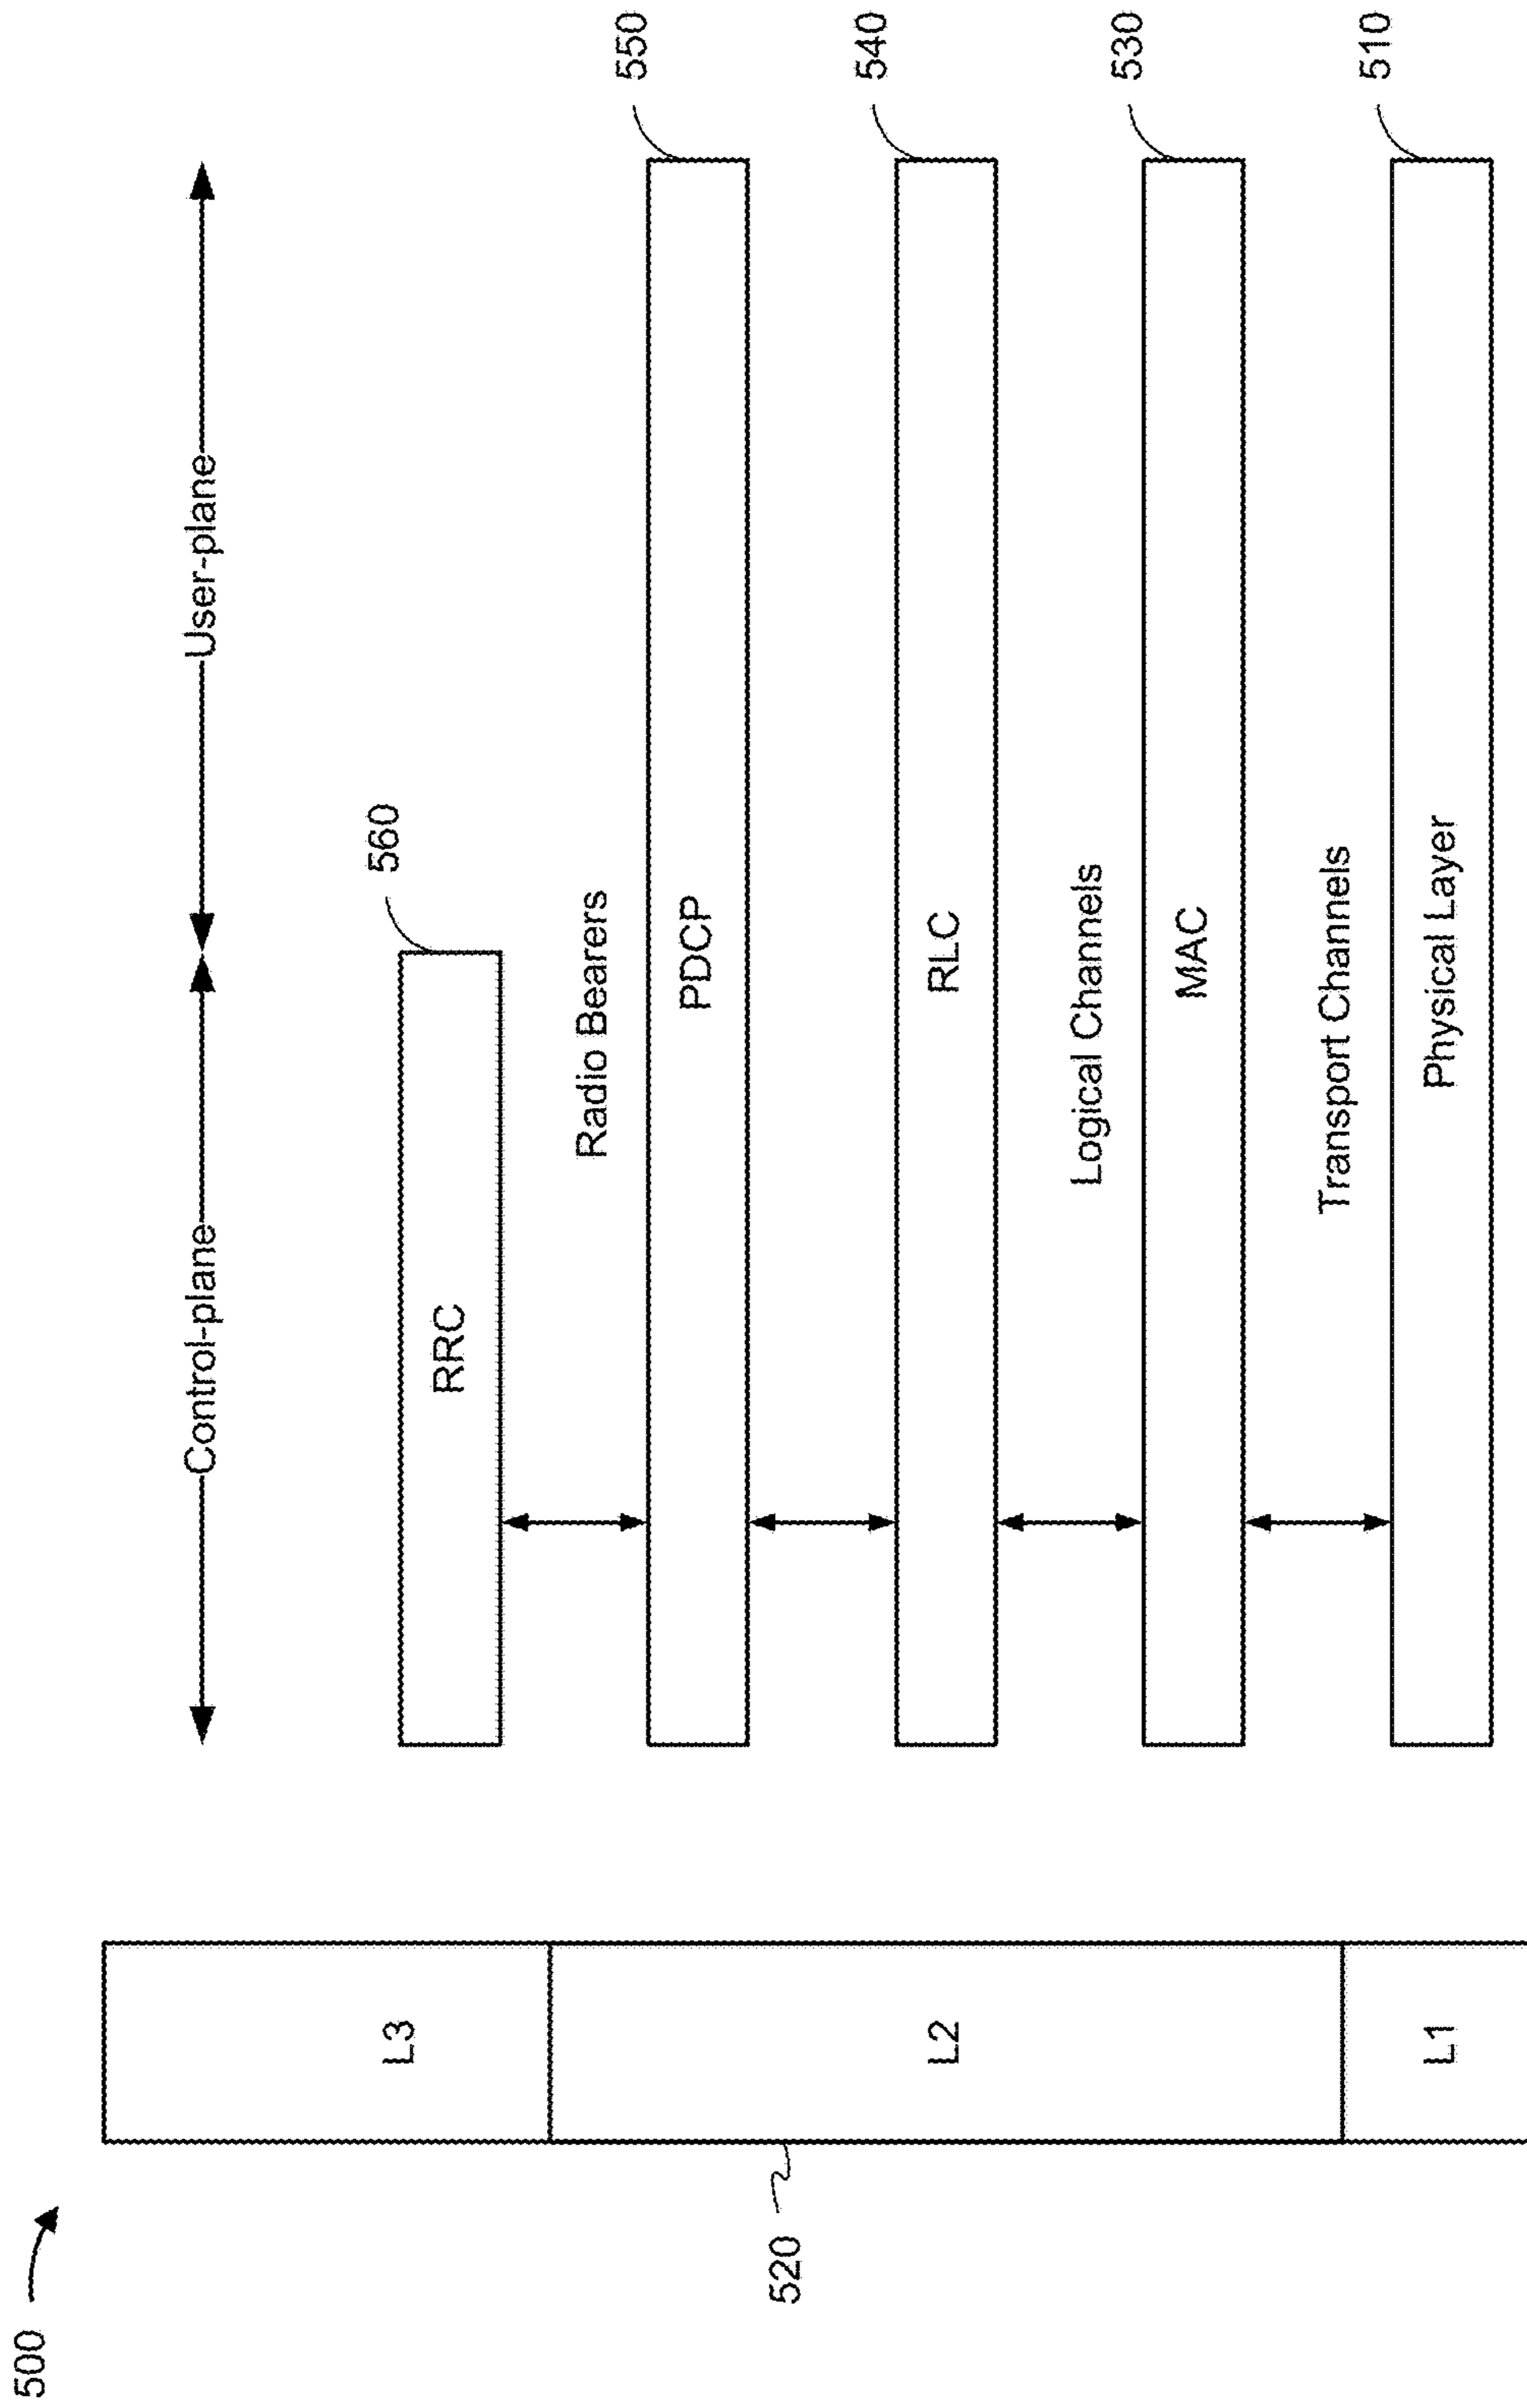 500
Control-plane
User-plane
L3
RRC
560
Radio Bearers
520
L2
PDCP
550
RLC
540
Logical Channels
MAC
530
Transport Channels
L1
Physical Layer
510